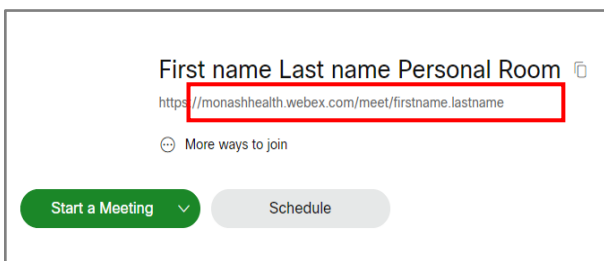 First name Last name Personal Room
https://monashhealth.webex.com/meet/firstname.lastname
More ways to join
Start a Meeting
Schedule